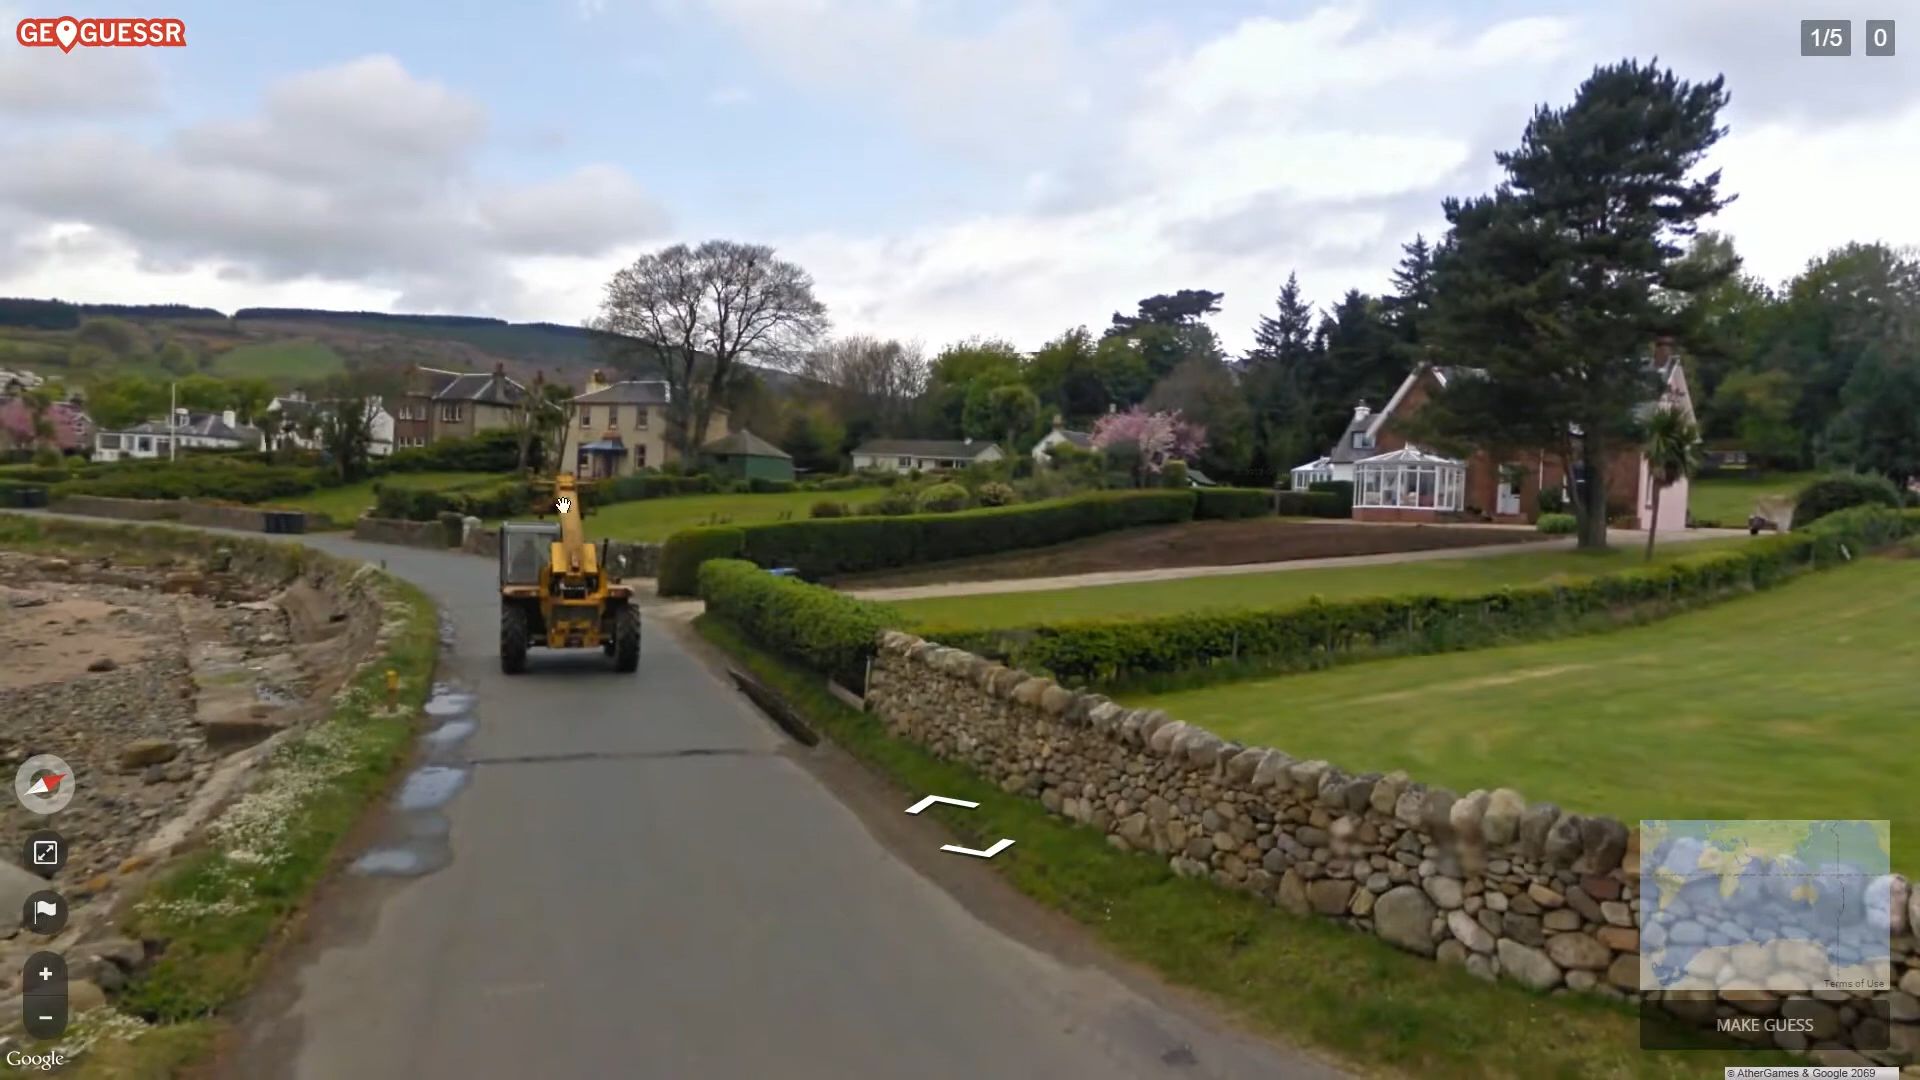 GEOGUESSR
1/5
0
Terms of Use
MAKE GUESS
Google
© AtherGames & Google 2069